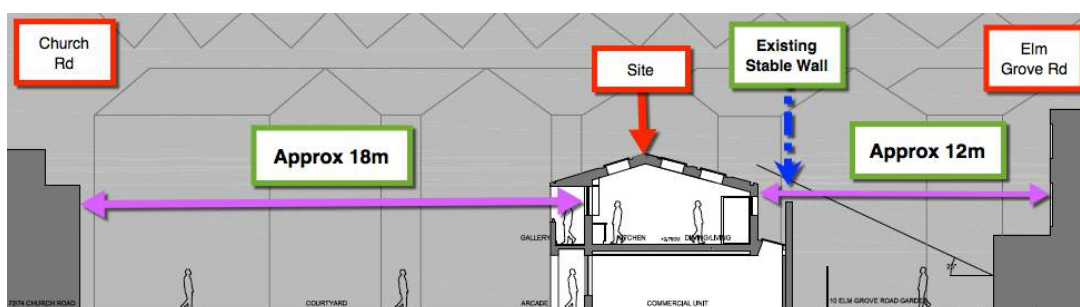 Church
Rd
Site
Existing
Stable Wall
Elm
Grove Rd
Approx 18m
Approx 12m
GALLERY
KITCHEN
DINING/LIVING
72/74 CHURCH ROAD
COURTYARD
ARCADE
COMMERCIAL UNIT
10 ELM GROVE ROAD GARDEN